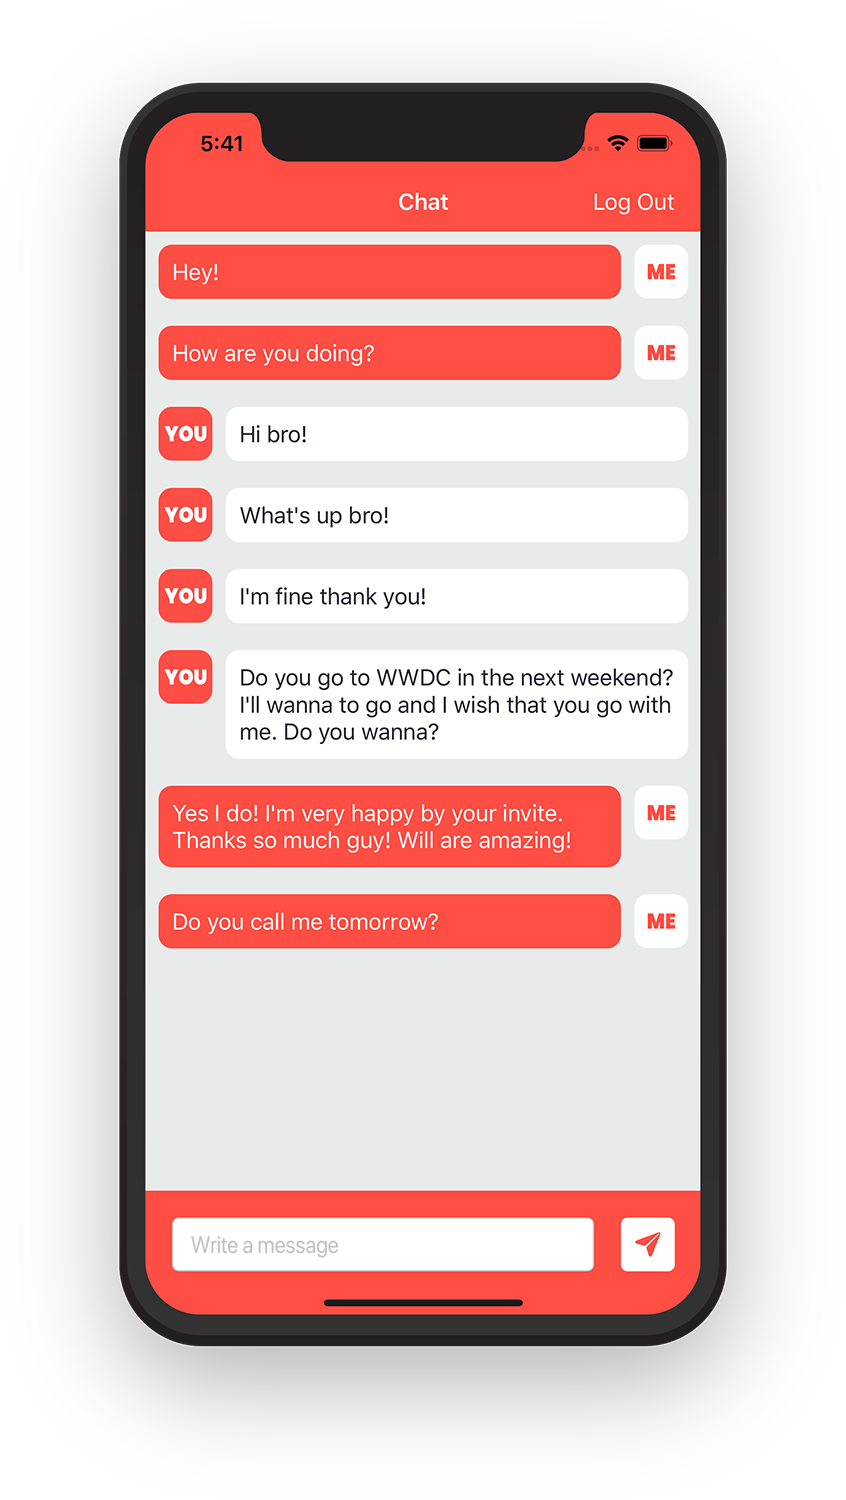 5:41
Chat
Log Out
Hey!
ME
How are you doing?
ME
YOU
Hi bro!
YOU
What's up bro!
YOU
I'm fine thank you!
YOU
Do you go to WWDC in the next weekend?
I'll wanna to go and I wish that you go with
me. Do you wanna?
Yes I do! I'm very happy by your invite.
Thanks so much guy! Will are amazing!
ME
Do you call me tomorrow?
ME
Write a message